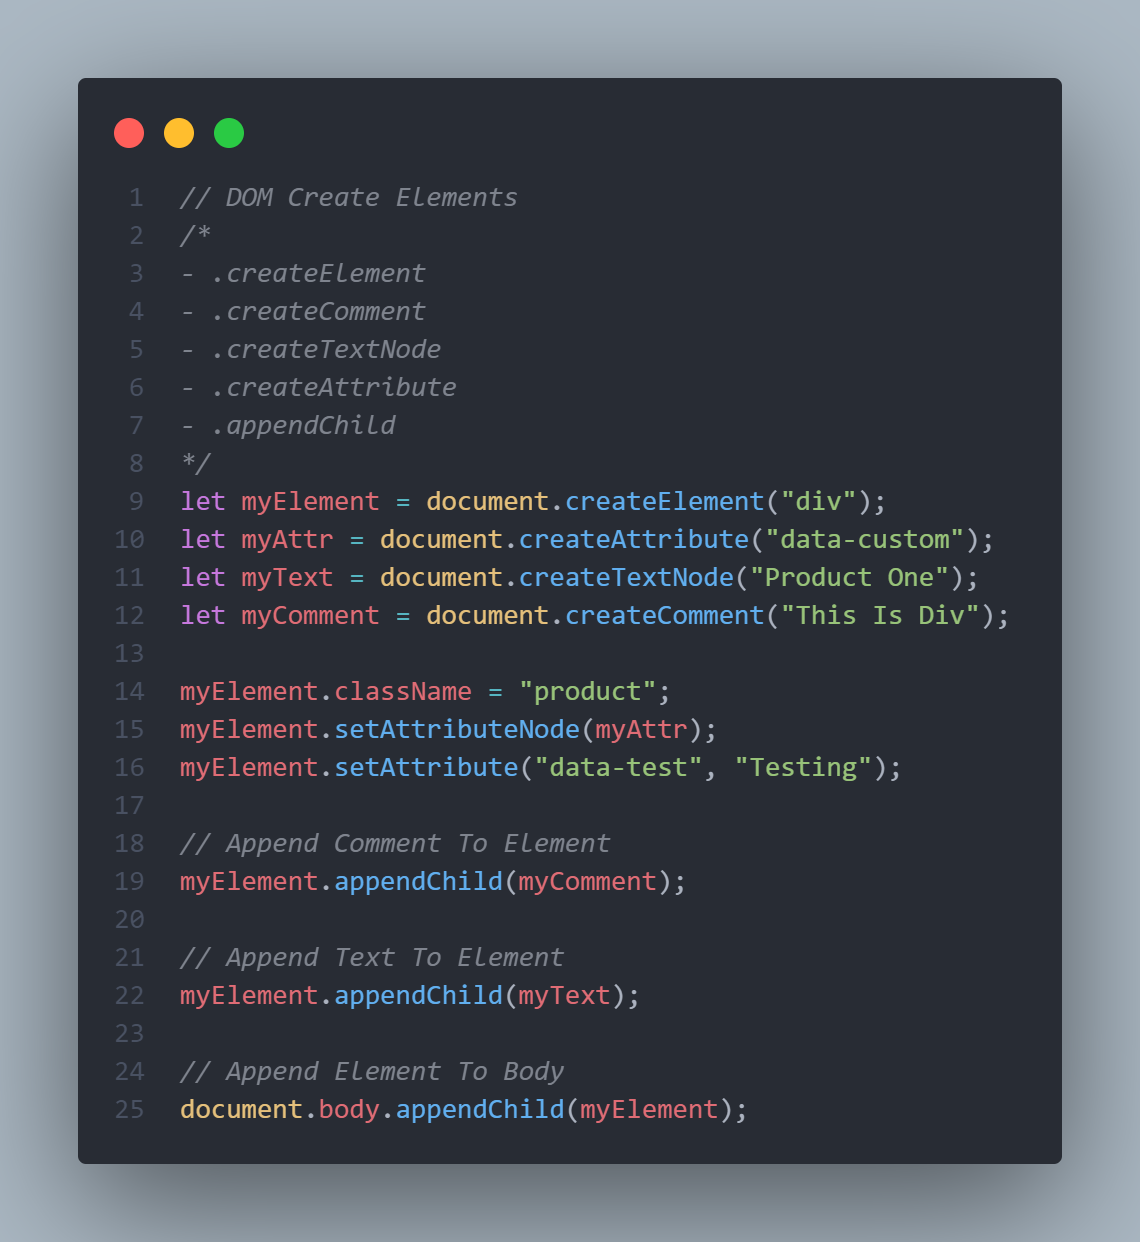 1 // DOM Create Elements
2 /*
3 - .createElement
4 - .createComment
5 - .createTextNode
6 - .createAttribute
7 - .appendChild
8 */
9 let myElement = document.createElement("div");
10 let myAttr = document.createAttribute("data-custom");
11 let myText = document.createTextNode("Product One");
12 let myComment = document.createComment("This Is Div");
13
14 myElement.className = "product";
15 myElement.setAttributeNode(myAttr);
16 myElement.setAttribute("data-test", "Testing");
17
18 // Append Comment To Element
19 myElement.appendChild(myComment);
20
21 // Append Text To Element
22 myElement.appendChild(myText);
23
24 // Append Element To Body
25 document.body.appendChild(myElement);